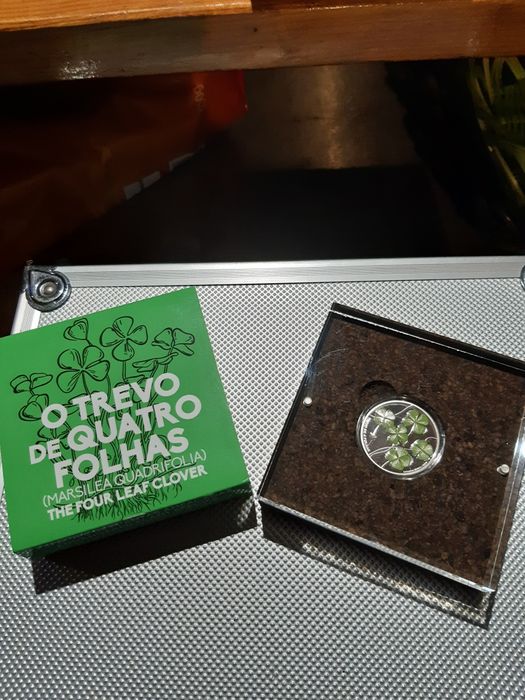 O TREVO
DE QUATRO
FOLHAS
(MARSILEA QUADRIFOLIA)
THE FOUR LEAF CLOVER